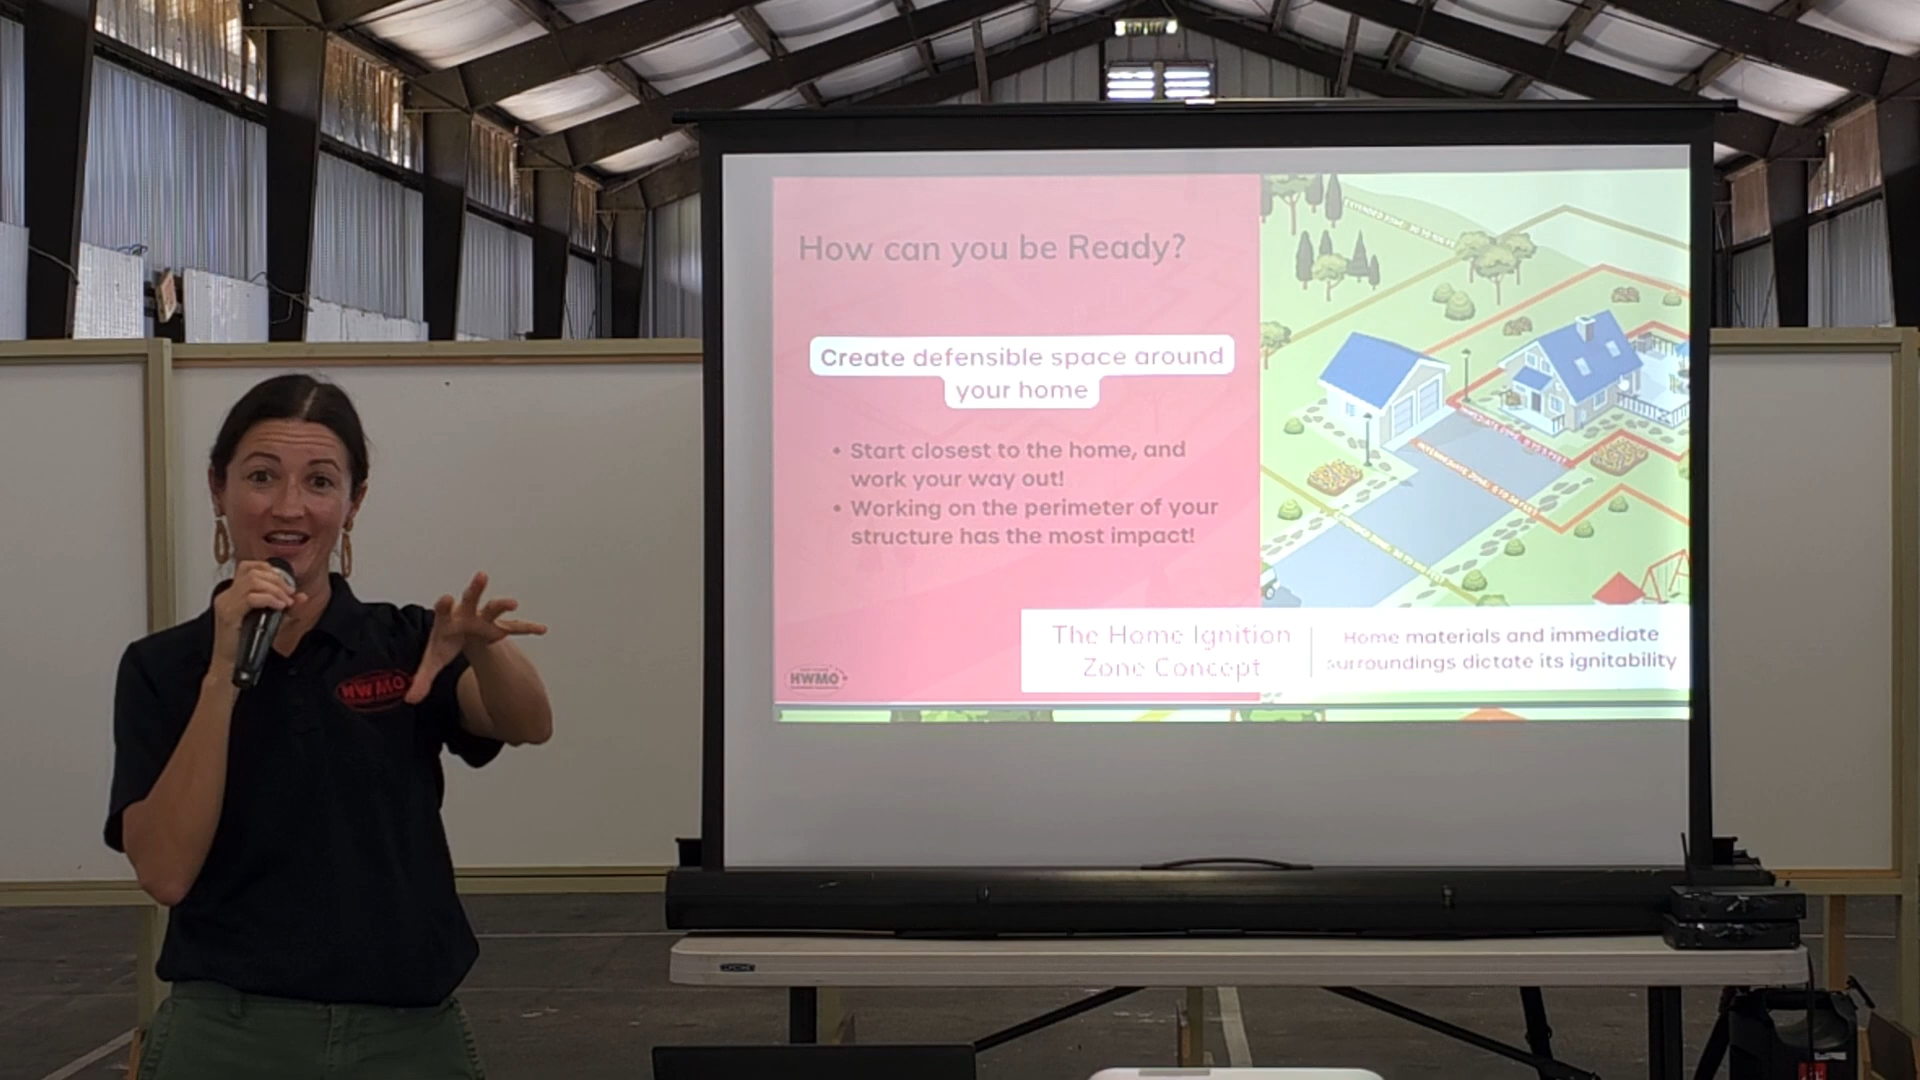 How can you be Ready?
Create defensible space around
your home
• Start closest to the home, and
work your way out!
• Working on the perimeter of your
structure has the most impact!
The Home Ignition
Zone Concept
Home materials and immediate
surroundings dictate its ignitability
HWMO
HWMO